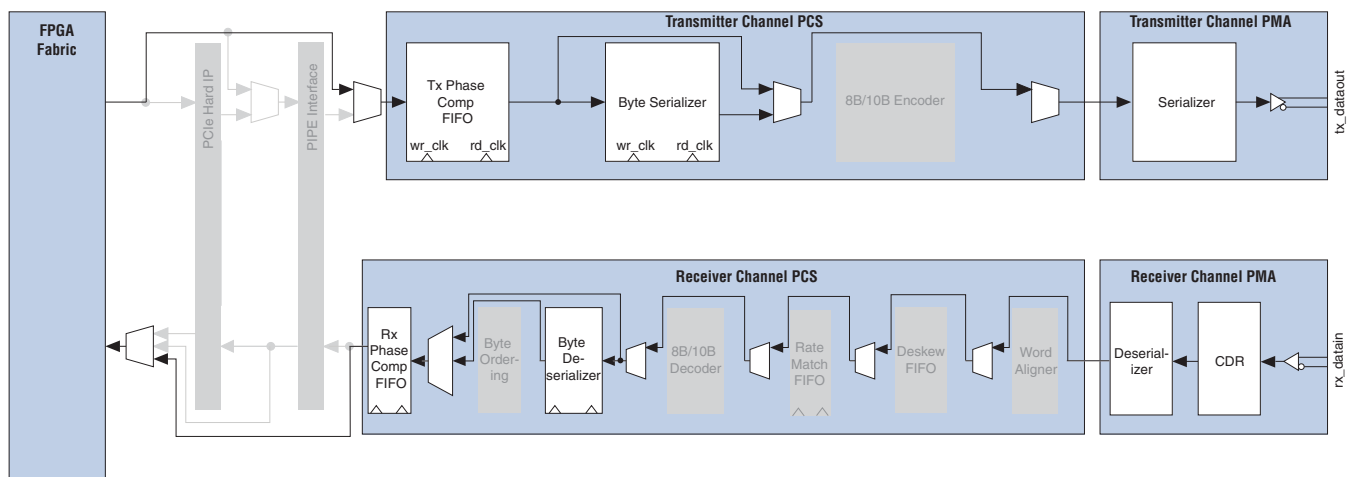 FPGA
Fabric
PCIe Hard IP
PIPE Interface
Transmitter Channel PCS
Tx Phase
Comp
FIFO
wr_clk
rd_clk
Byte Serializer
wr_clk
rd_clk
8B/10B Encoder
Transmitter Channel PMA
Serializer
tx_dataout
Receiver Channel PCS
Rx
Phase
Comp
FIFO
Byte
Order-
ing
Byte
De-
serializer
8B/10B
Decoder
Rate
Match
FIFO
Deskew
FIFO
Word
Aligner
Receiver Channel PMA
Deserial-
izer
CDR
rx_datain